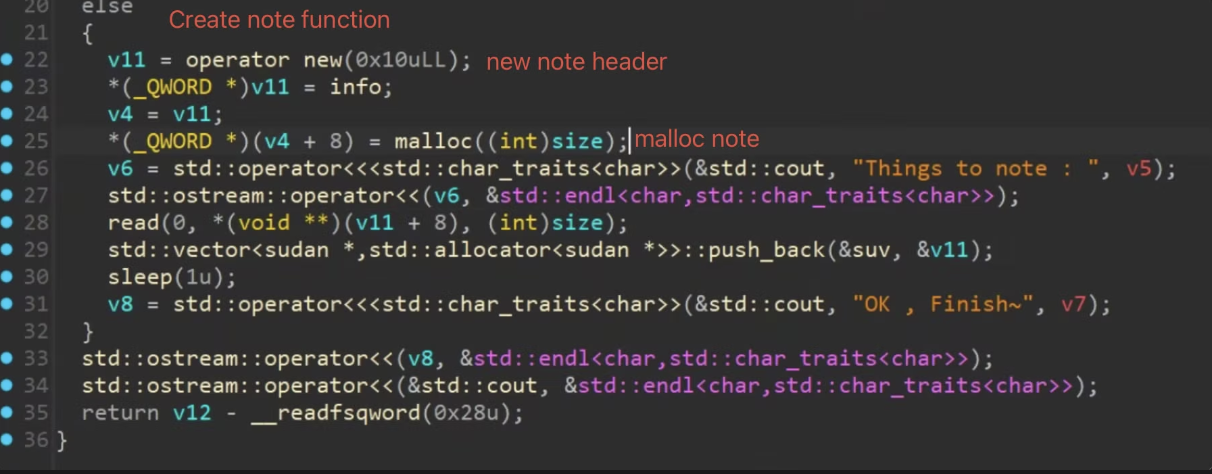 20 else
Create note function
21 {
22 v11 = operator new(0x10uLL); new note header
23 *(_QWORD *)v11 = info;
24 v4 = v11;
25 *(_QWORD *)(v4 + 8) = malloc((int)size); malloc note
26 v6 = std::operator<<<std::char_traits<char>>(&std::cout, "Things to note : ", v5);
27 std::ostream::operator<<(v6, &std::endl<char,std::char_traits<char>>);
28 read(0, *(void **)(v11 + 8), (int)size);
29 std::vector<sudan *,std::allocator<sudan *>>::push_back(&suv, &v11);
30 sleep(1u);
31 v8 = std::operator<<<std::char_traits<char>>(&std::cout, "OK , Finish~", v7);
32 }
33 std::ostream::operator<<(v8, &std::endl<char,std::char_traits<char>>);
34 std::ostream::operator<<(&std::cout, &std::endl<char,std::char_traits<char>>);
35 return v12 - __readfsqword(0x28u);
36 }